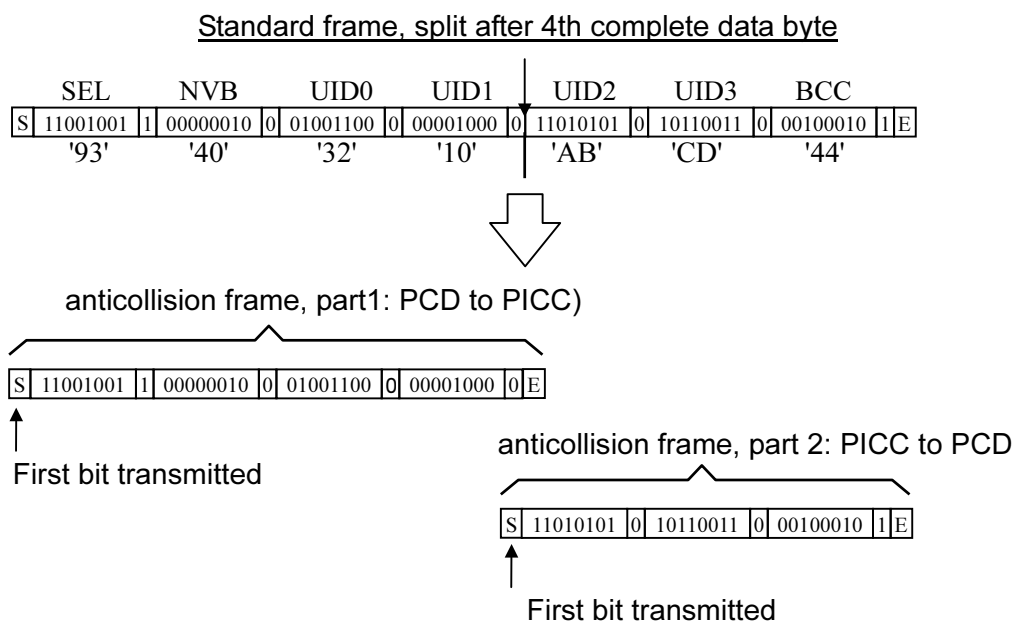 Standard frame, split after 4th complete data byte
SEL NVB UID0 UID1 UID2 UID3 BCC
S 11001001 1 00000010 0 01001100 0 00001000 0 11010101 0 10110011 0 00100010 1 E
'93' '40' '32' '10' 'AB' 'CD' '44'
anticollision frame, part1: PCD to PICC)
S 11001001 1 00000010 0 01001100 0 00001000 0 E
First bit transmitted
anticollision frame, part 2: PICC to PCD
S 11010101 0 10110011 0 00100010 1 E
First bit transmitted